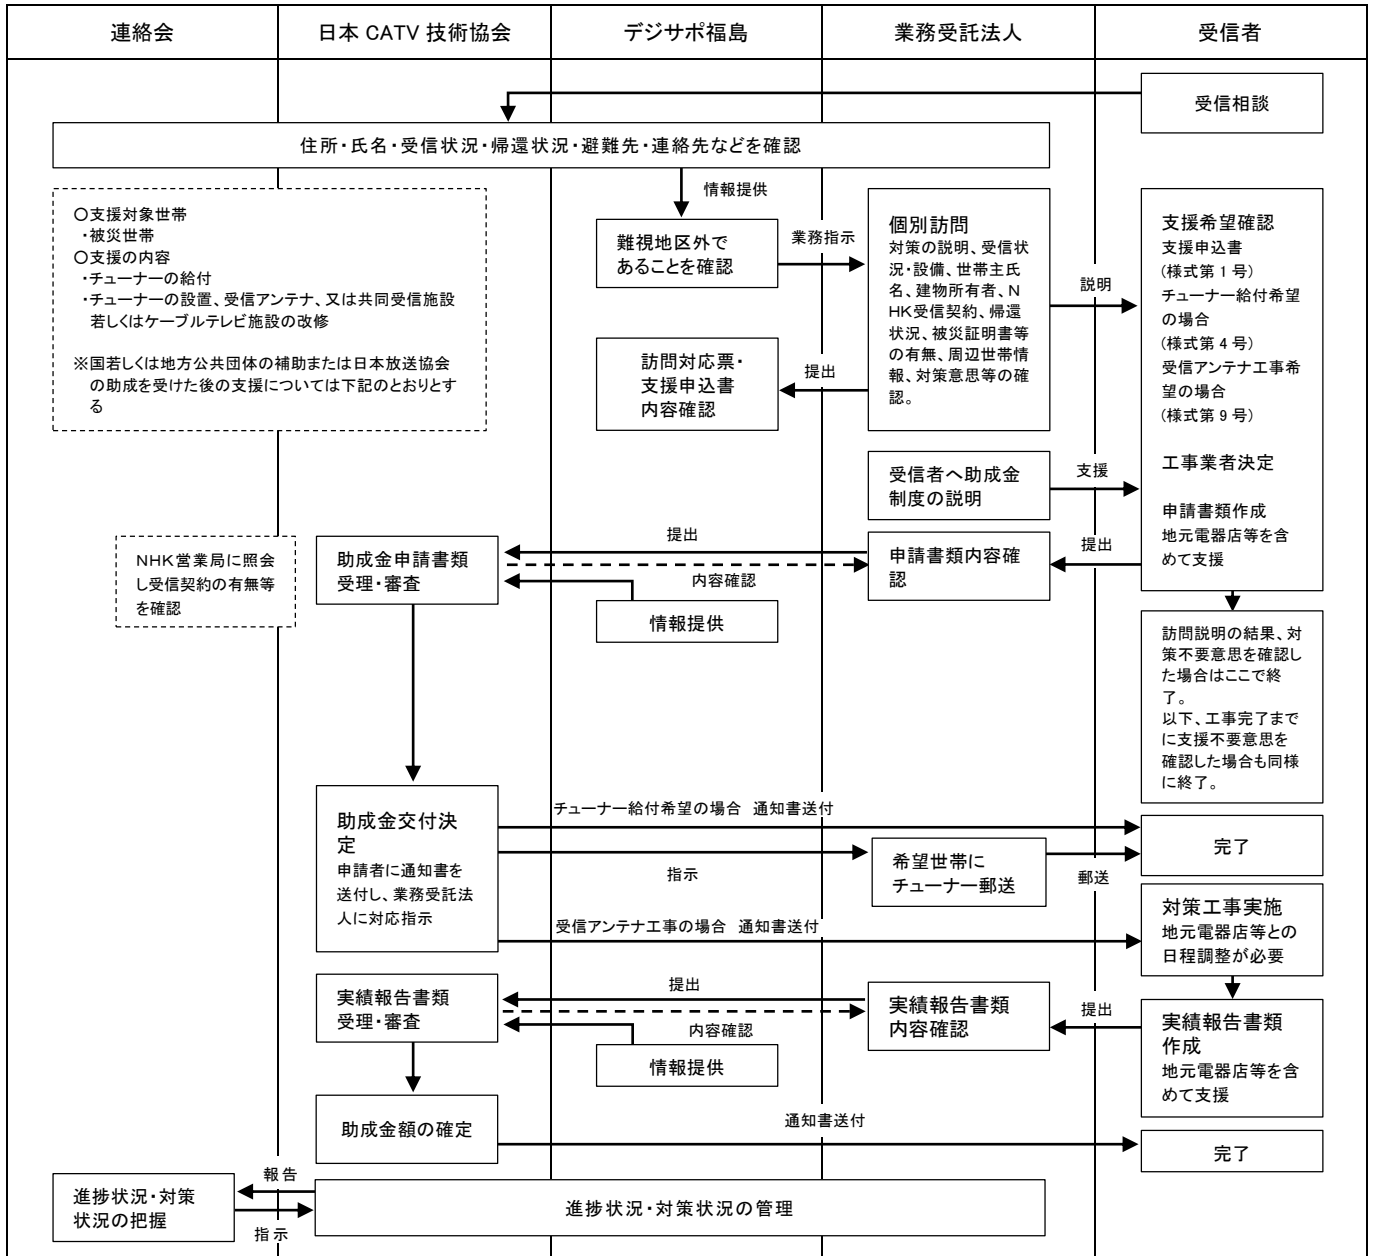 連絡会
日本 CATV 技術協会
デジサポ福島
業務受託法人
受信者
受信相談
住所・氏名・受信状況・帰還状況・避難先・連絡先などを確認
情報提供
○支援対象世帯
・被災世帯
○支援の内容
・チューナーの給付
・チューナーの設置、受信アンテナ、又は共同受信施設
若しくはケーブルテレビ施設の改修
※国若しくは地方公共団体の補助または日本放送協会
の助成を受けた後の支援については下記のとおりとす
る
難視地区外で
あることを確認
業務指示
個別訪問
対策の説明、受信状
況・設備、世帯主氏
名、建物所有者、N
HK受信契約、帰還
状況、被災証明書等
の有無、周辺世帯情
報、対策意思等の確
認。
説明
支援希望確認
支援申込書
(様式第 1 号)
チューナー給付希望
の場合
(様式第 4 号)
受信アンテナ工事希
望の場合
(様式第 9 号)
工事業者決定
申請書類作成
地元電器店等を含
めて支援
訪問対応票・
支援申込書
内容確認
提出
受信者へ助成金
制度の説明
支援
NHK営業局に照会
し受信契約の有無等
を確認
助成金申請書類
受理・審査
提出
内容確認
情報提供
申請書類内容確
認
提出
訪問説明の結果、対
策不要意思を確認し
た場合はここで終
了。
以下、工事完了まで
に支援不要意思を
確認した場合も同様
に終了。
助成金交付決
定
申請者に通知書を
送付し、業務受託法
人に対応指示
チューナー給付希望の場合 通知書送付
完了
指示
希望世帯に
チューナー郵送
郵送
受信アンテナ工事の場合 通知書送付
対策工事実施
地元電器店等との
日程調整が必要
実績報告書類
受理・審査
提出
内容確認
情報提供
実績報告書類
内容確認
提出
実績報告書類
作成
地元電器店等を含
めて支援
助成金額の確定
通知書送付
完了
進捗状況・対策
状況の把握
報告
指示
進捗状況・対策状況の管理